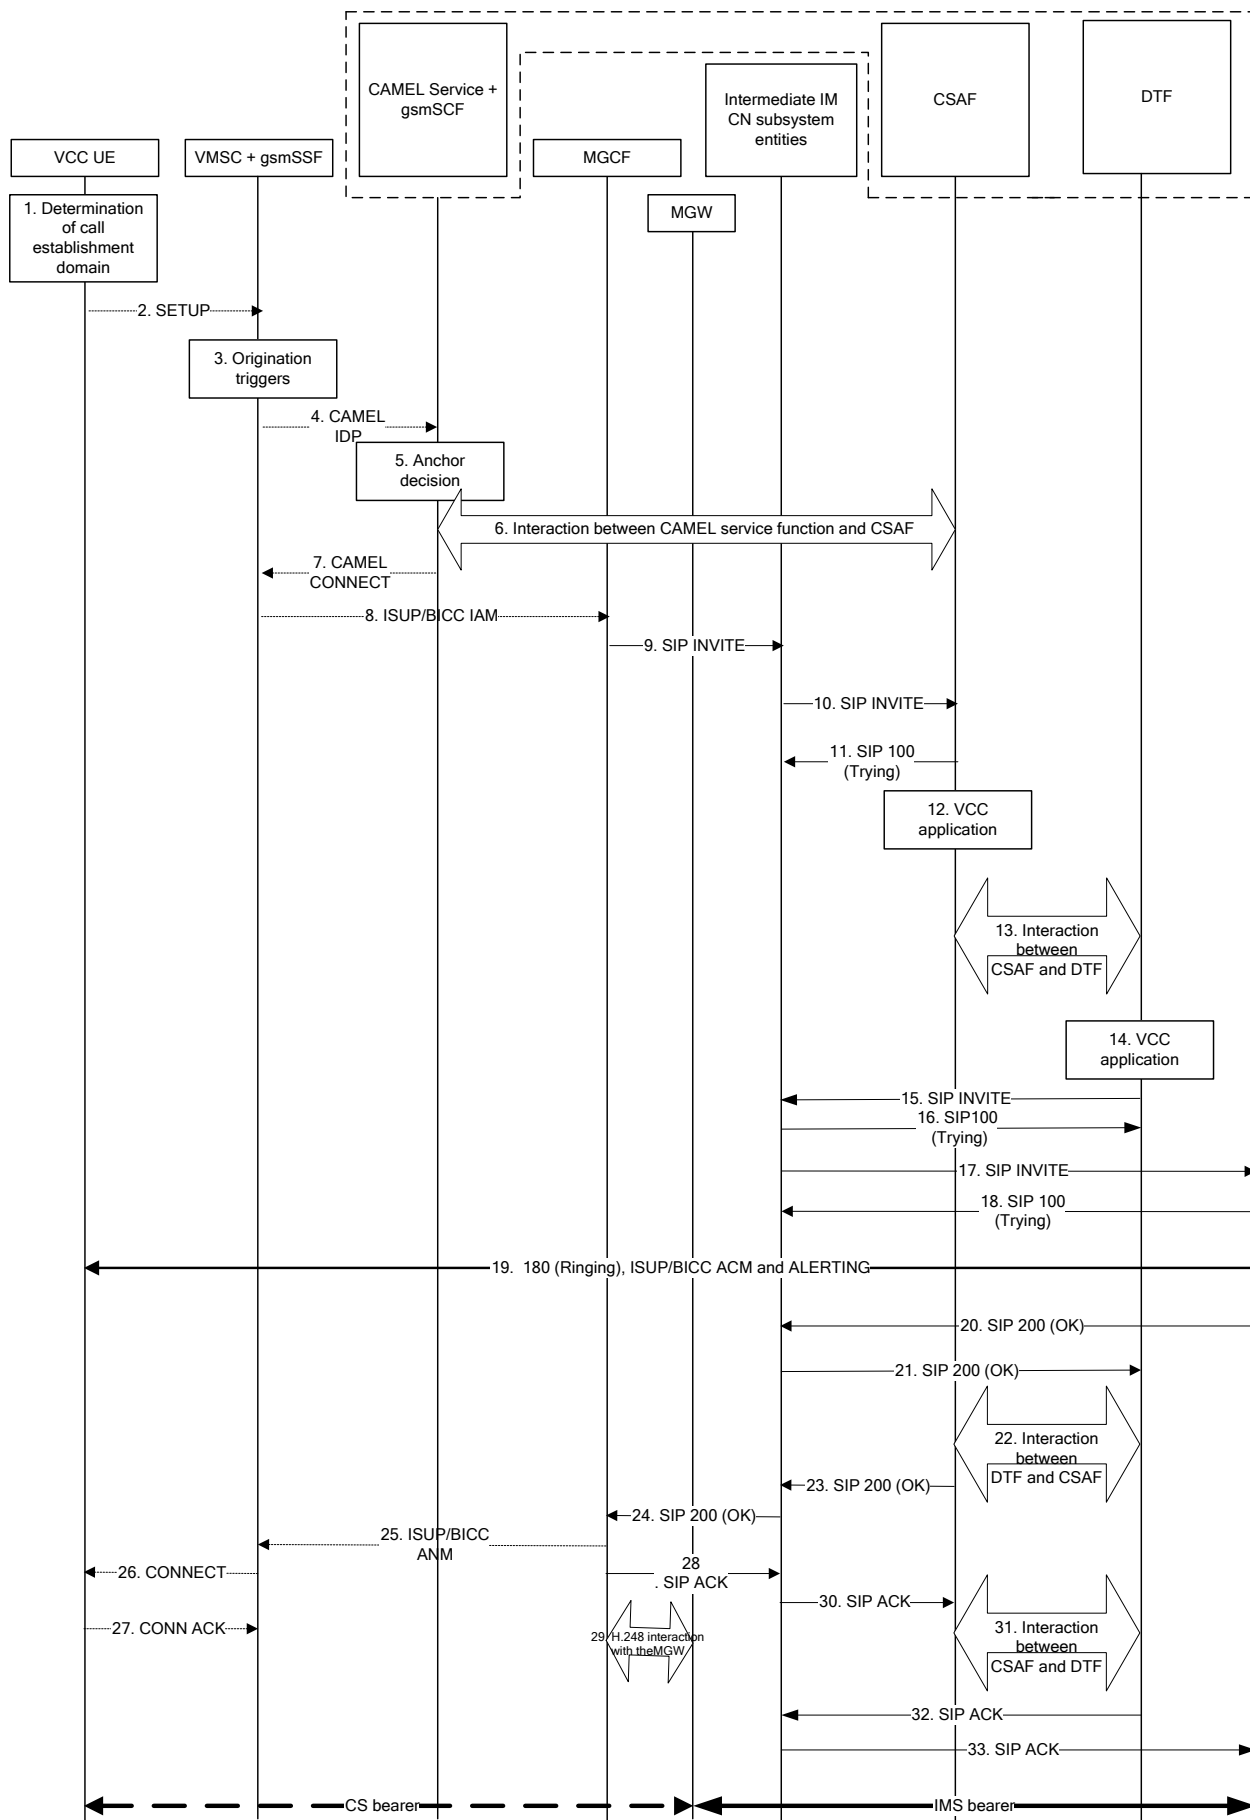 CAMEL Service +
gsmSCF
Intermediate IM
CN subsystem
entities
CSAF
DTF
VCC UE
VMSC + gsmSSF
MGCF
MGW
1. Determination
of call
establishment
domain
2. SETUP
3. Origination
triggers
4. CAMEL
IDP
5. Anchor
decision
6. Interaction between CAMEL service function and CSAF
7. CAMEL
CONNECT
8. ISUP/BICC IAM
9. SIP INVITE
10. SIP INVITE
11. SIP 100
(Trying)
12. VCC
application
13. Interaction
between
CSAF and DTF
14. VCC
application
15. SIP INVITE
16. SIP100
(Trying)
17. SIP INVITE
18. SIP 100
(Trying)
19.  180 (Ringing), ISUP/BICC ACM and ALERTING
20. SIP 200 (OK)
21. SIP 200 (OK)
22. Interaction
between
DTF and CSAF
23. SIP 200 (OK)
24. SIP 200 (OK)
25. ISUP/BICC
ANM
26. CONNECT
28
. SIP ACK
27. CONN ACK
29. H.248 interaction
with theMGW
30. SIP ACK
31. Interaction
between
CSAF and DTF
32. SIP ACK
33. SIP ACK
CS bearer
IMS bearer